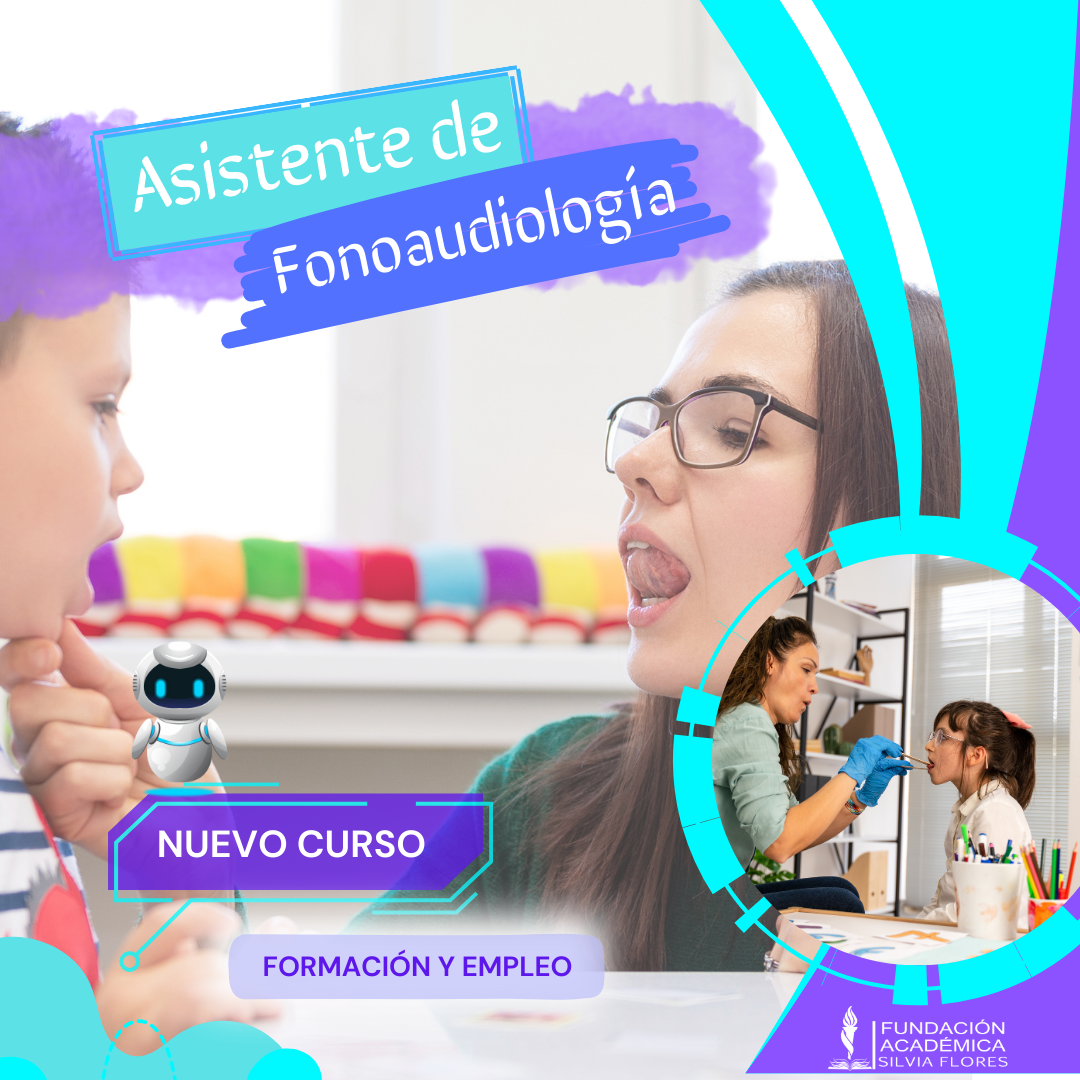 Asistente de
Fonoaudiología
NUEVO CURSO
FORMACIÓN Y EMPLEO
FUNDACIÓN
ACADÉMICA
SILVIA FLORES